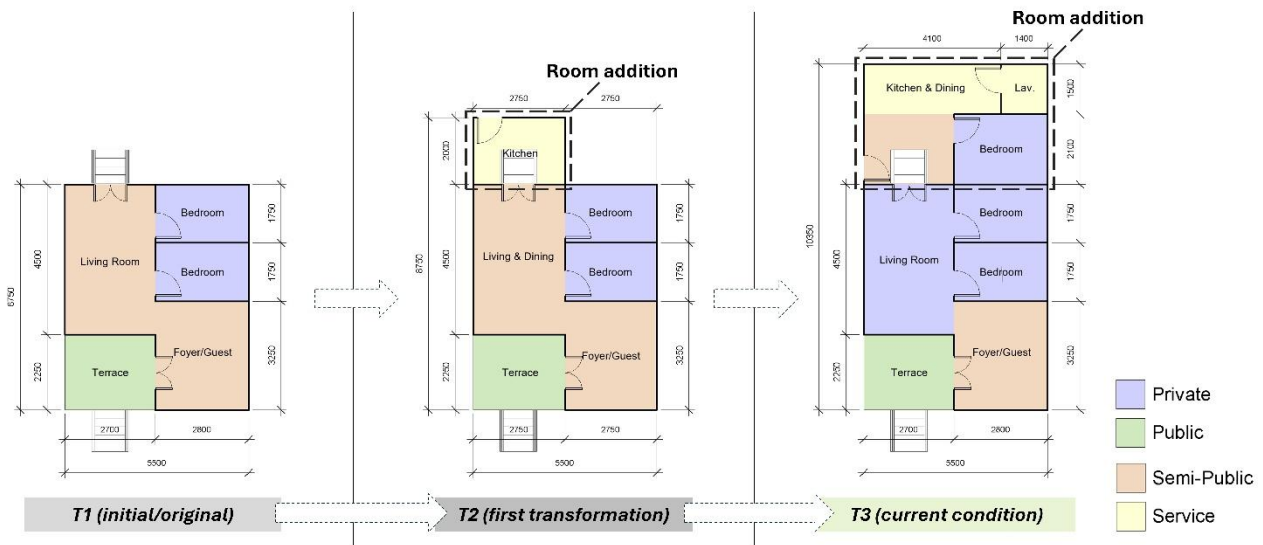 Room addition
4100
1400
Room addition
2750
2750
Kitchen & Dining
Lav.
1500
2000
Kitchen
Bedroom
2100
Bedroom
1750
Bedroom
1750
Bedroom
1750
4500
Living Room
Bedroom
1750
6750
8750
4500
Living & Dining
Bedroom
1750
10350
4500
Living Room
Bedroom
1750
2250
Terrace
Foyer/Guest
3250
2250
Terrace
Foyer/Guest
3250
2250
Terrace
Foyer/Guest
3250
2700
2800
5500
2750
2750
5500
2700
2800
5500
Private
Public
Semi-Public
Service
T1 (initial/original)
T2 (first transformation)
T3 (current condition)